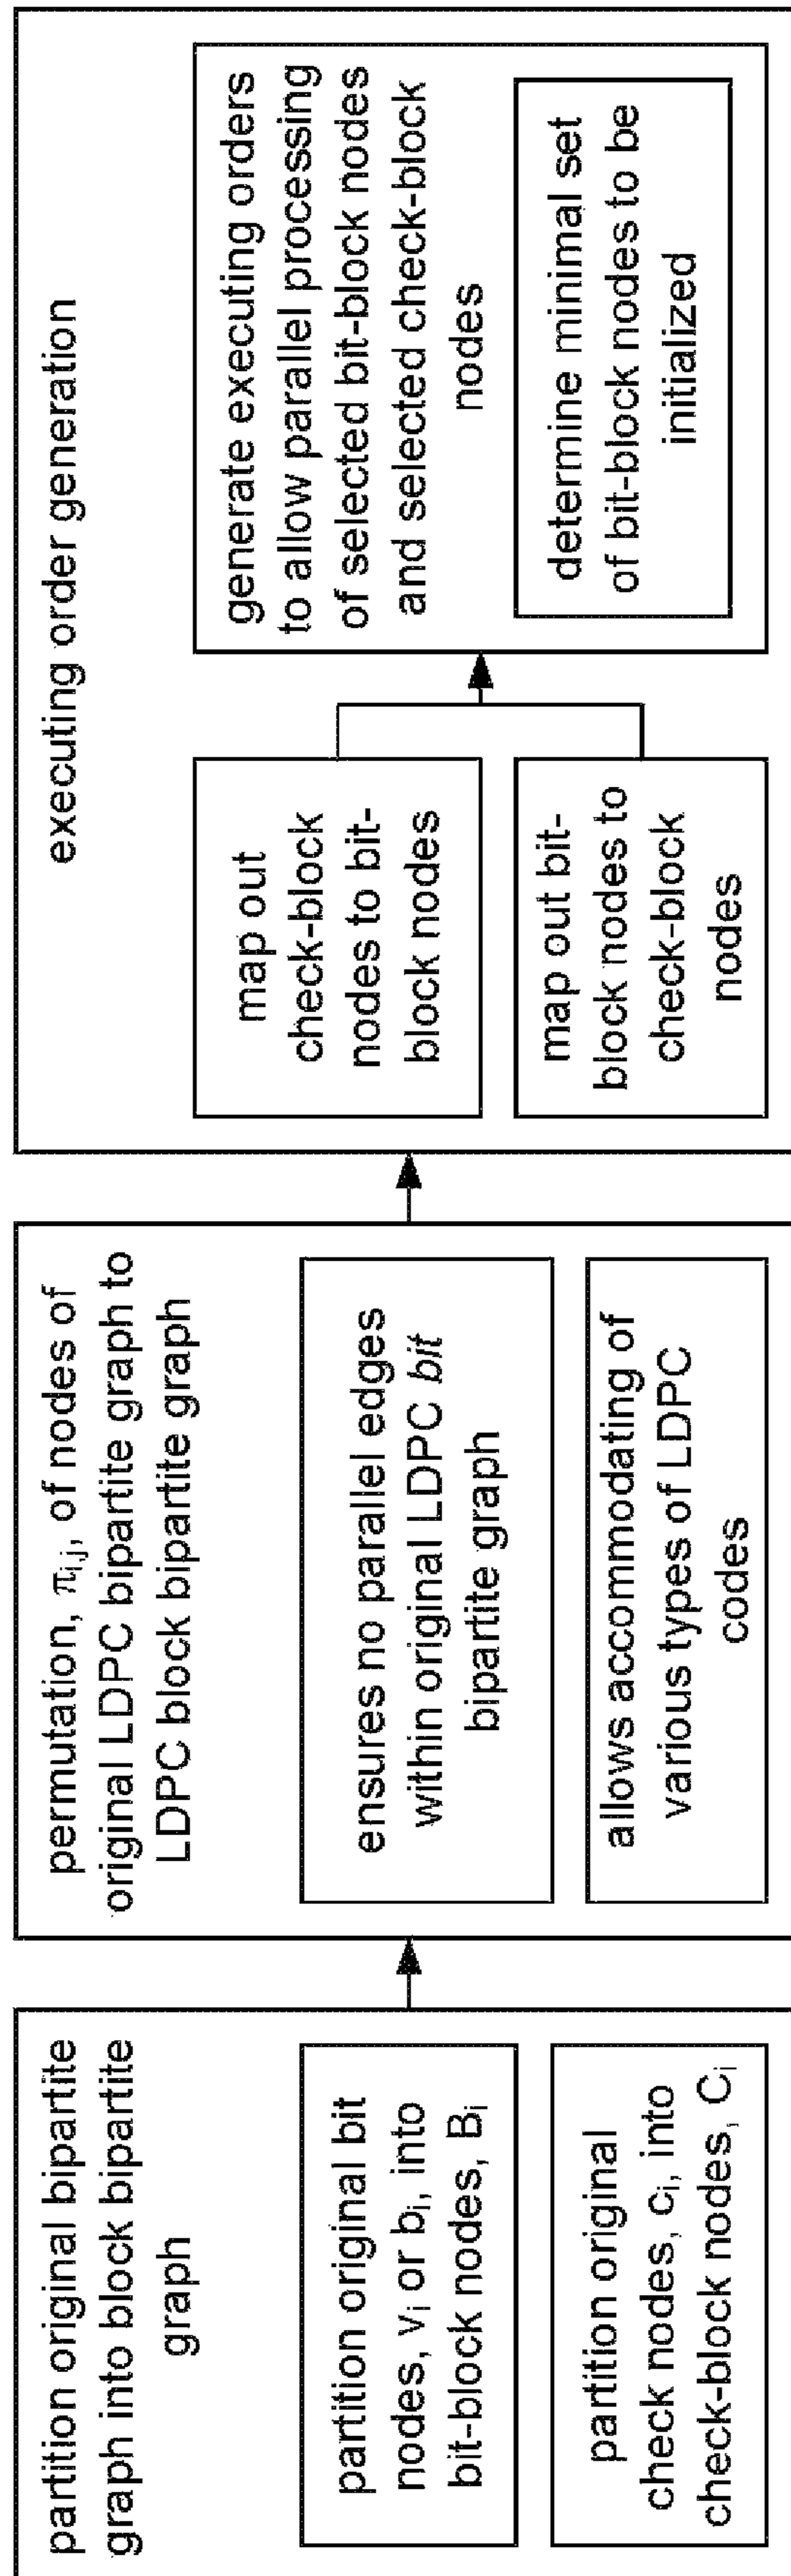 partition original bipartite
graph into block bipartite
graph
partition original bit
nodes, vi or bi, into
bit-block nodes, Bi
partition original
check nodes, ci, into
check-block nodes, Ci
permutation, πi,j, of nodes of
original LDPC bipartite graph to
LDPC block bipartite graph
ensures no parallel edges
within original LDPC bit
bipartite graph
allows accommodating of
various types of LDPC
codes
executing order generation
map out
check-block
nodes to bit-
block nodes
map out bit-
block nodes to
check-block
nodes
generate executing orders
to allow parallel processing
of selected bit-block nodes
and selected check-block
nodes
determine minimal set
of bit-block nodes to be
initialized